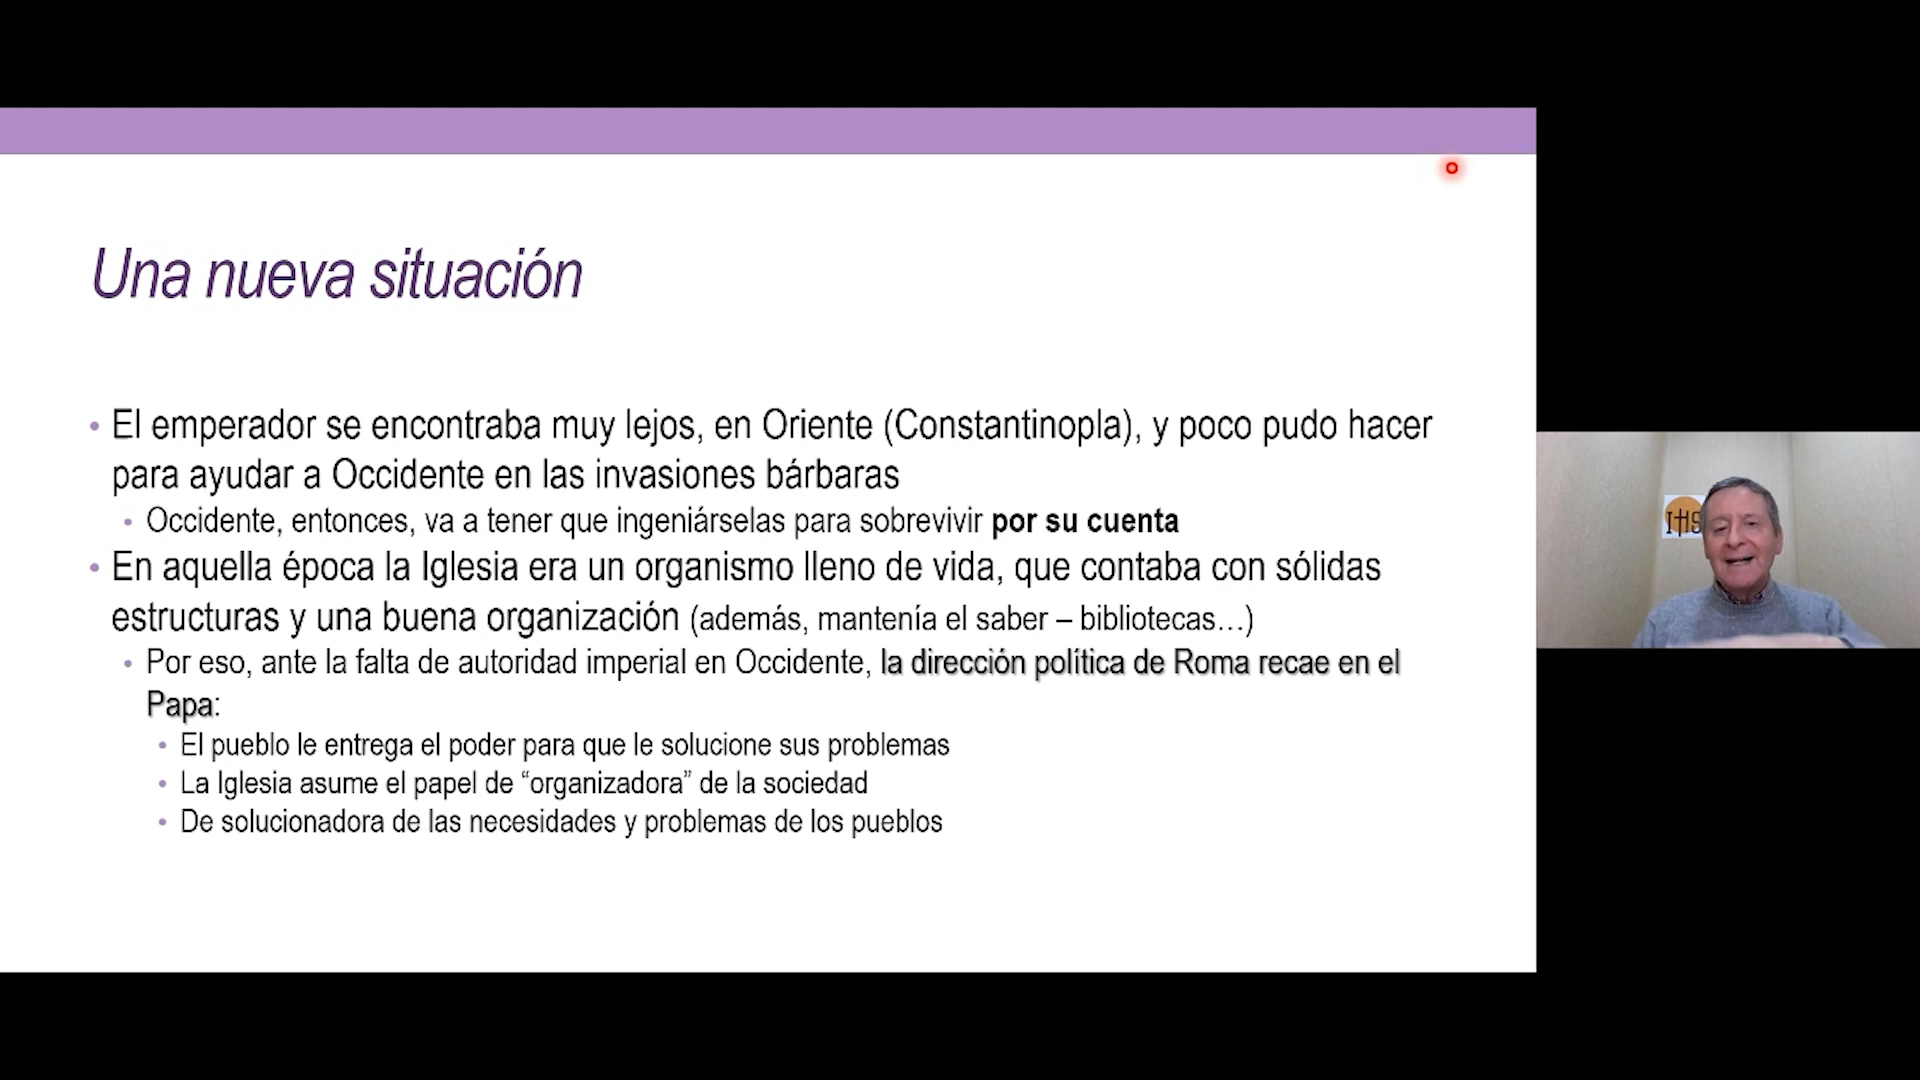 Una nueva situación
• El emperador se encontraba muy lejos, en Oriente (Constantinopla), y poco pudo hacer
para ayudar a Occidente en las invasiones bárbaras
• Occidente, entonces, va a tener que ingeniárselas para sobrevivir por su cuenta
• En aquella época la Iglesia era un organismo lleno de vida, que contaba con sólidas
estructuras y una buena organización (además, mantenía el saber – bibliotecas…)
• Por eso, ante la falta de autoridad imperial en Occidente, la dirección política de Roma recae en el
Papa:
• El pueblo le entrega el poder para que le solucione sus problemas
• La Iglesia asume el papel de “organizadora” de la sociedad
• De solucionadora de las necesidades y problemas de los pueblos
IHS